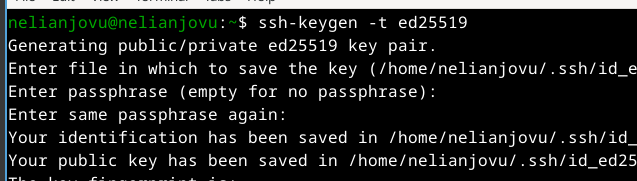 nelianjovu@nelianjovu:~$ ssh-keygen -t ed25519
Generating public/private ed25519 key pair.
Enter file in which to save the key (/home/nelianjovu/.ssh/id_e
Enter passphrase (empty for no passphrase):
Enter same passphrase again:
Your identification has been saved in /home/nelianjovu/.ssh/id_
Your public key has been saved in /home/nelianjovu/.ssh/id_ed25
The key fingerprint is: